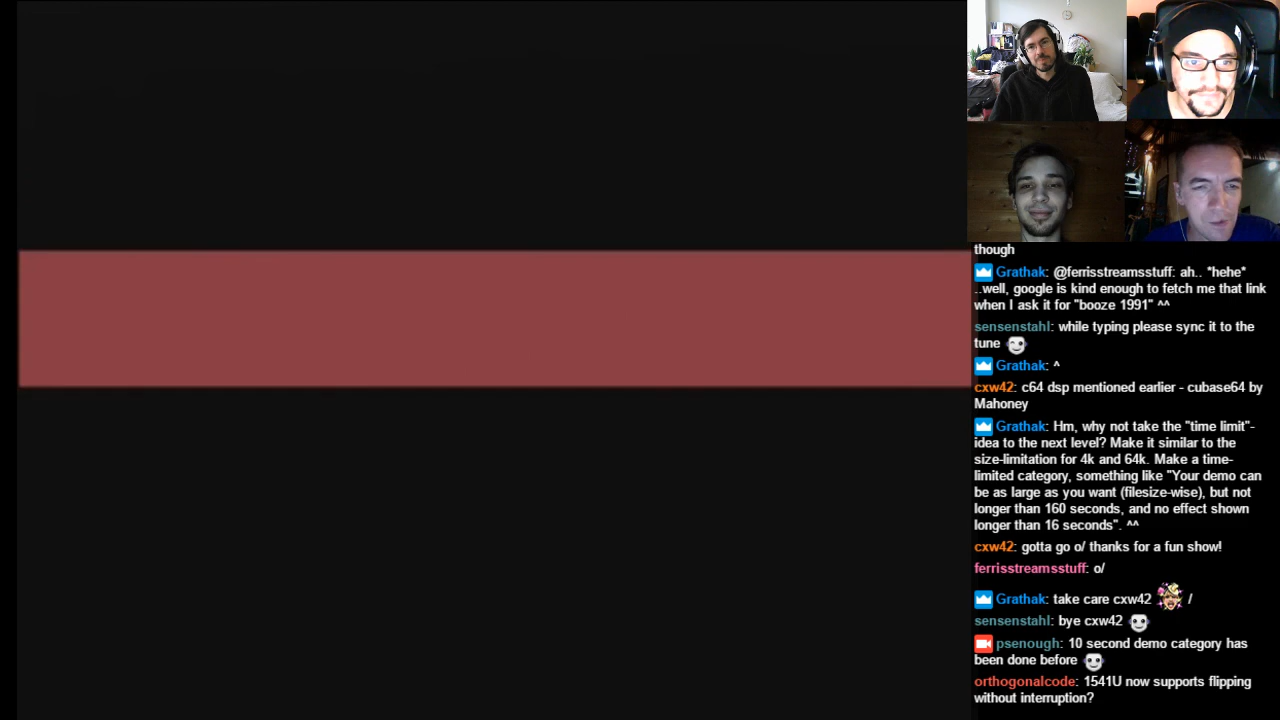 though
Grathak: @ferrisstreamsstuff: ah.. *hehe*
..well, google is kind enough to fetch me that link
when I ask it for "booze 1991" ^^
sensenstahl: while typing please sync it to the
tune
Grathak: ^
cxw42: c64 dsp mentioned earlier - cubase64 by
Mahoney
Grathak: Hm, why not take the "time limit"-
idea to the next level? Make it similar to the
size-limitation for 4k and 64k. Make a time-
limited category, something like "Your demo can
be as large as you want (filesize-wise), but not
longer than 160 seconds, and no effect shown
longer than 16 seconds". ^^
cxw42: gotta go o/ thanks for a fun show!
ferrisstreamsstuff: o/
Grathak: take care cxw42 /
sensenstahl: bye cxw42
psenough: 10 second demo category has
been done before
orthogonalcode: 1541U now supports flipping
without interruption?